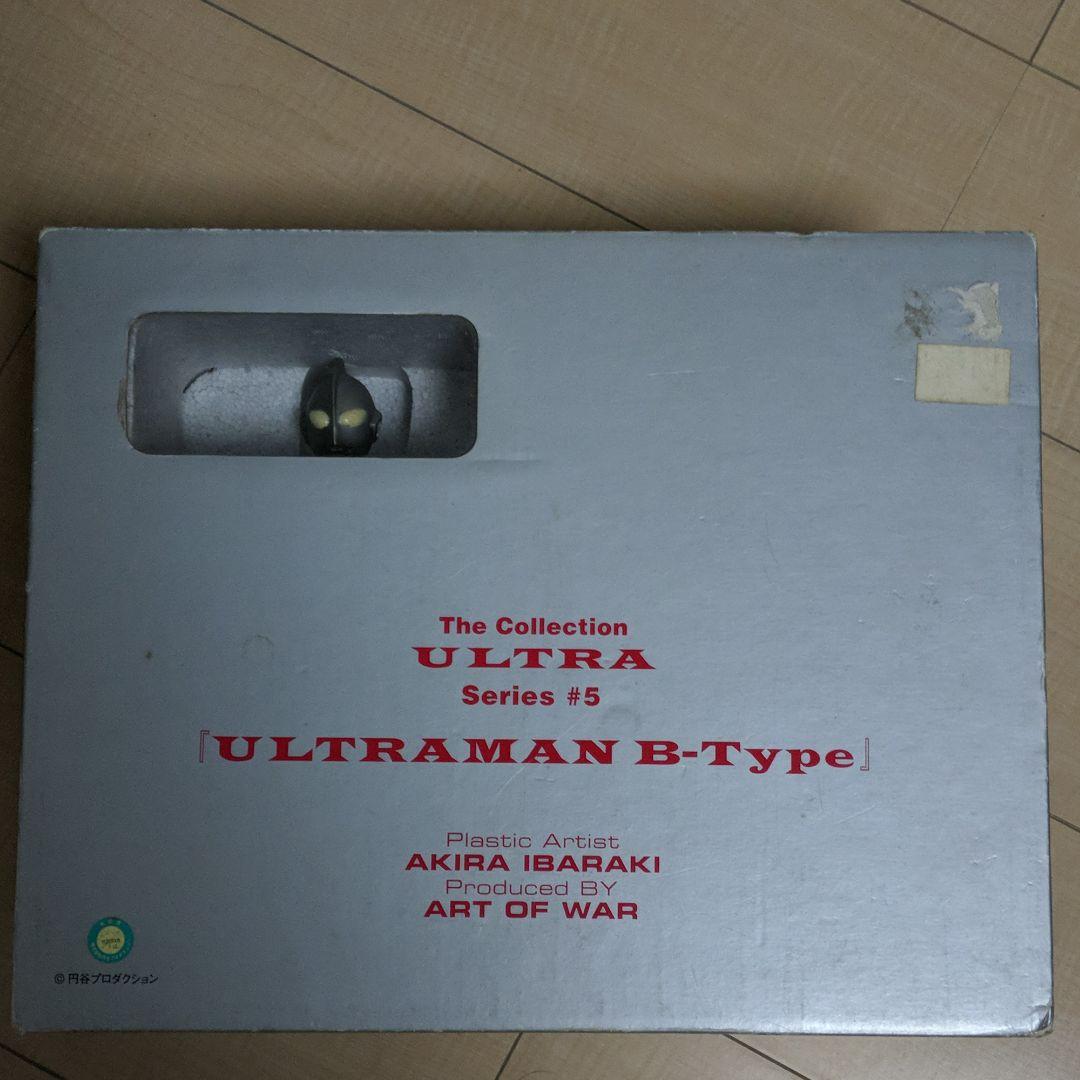 The Collection
ULTRA
Series #5
『ULTRAMAN B-Type』
Plastic Artist
AKIRA IBARAKI
Produced BY
ART OF WAR
© 円谷プロダクション